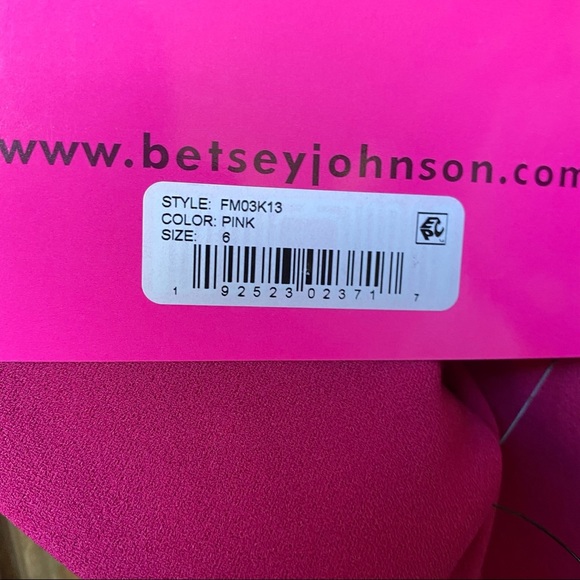 www.betseyjohnson.com
STYLE: FM03K13
COLOR: PINK
SIZE: 6
1 92523 02371 7